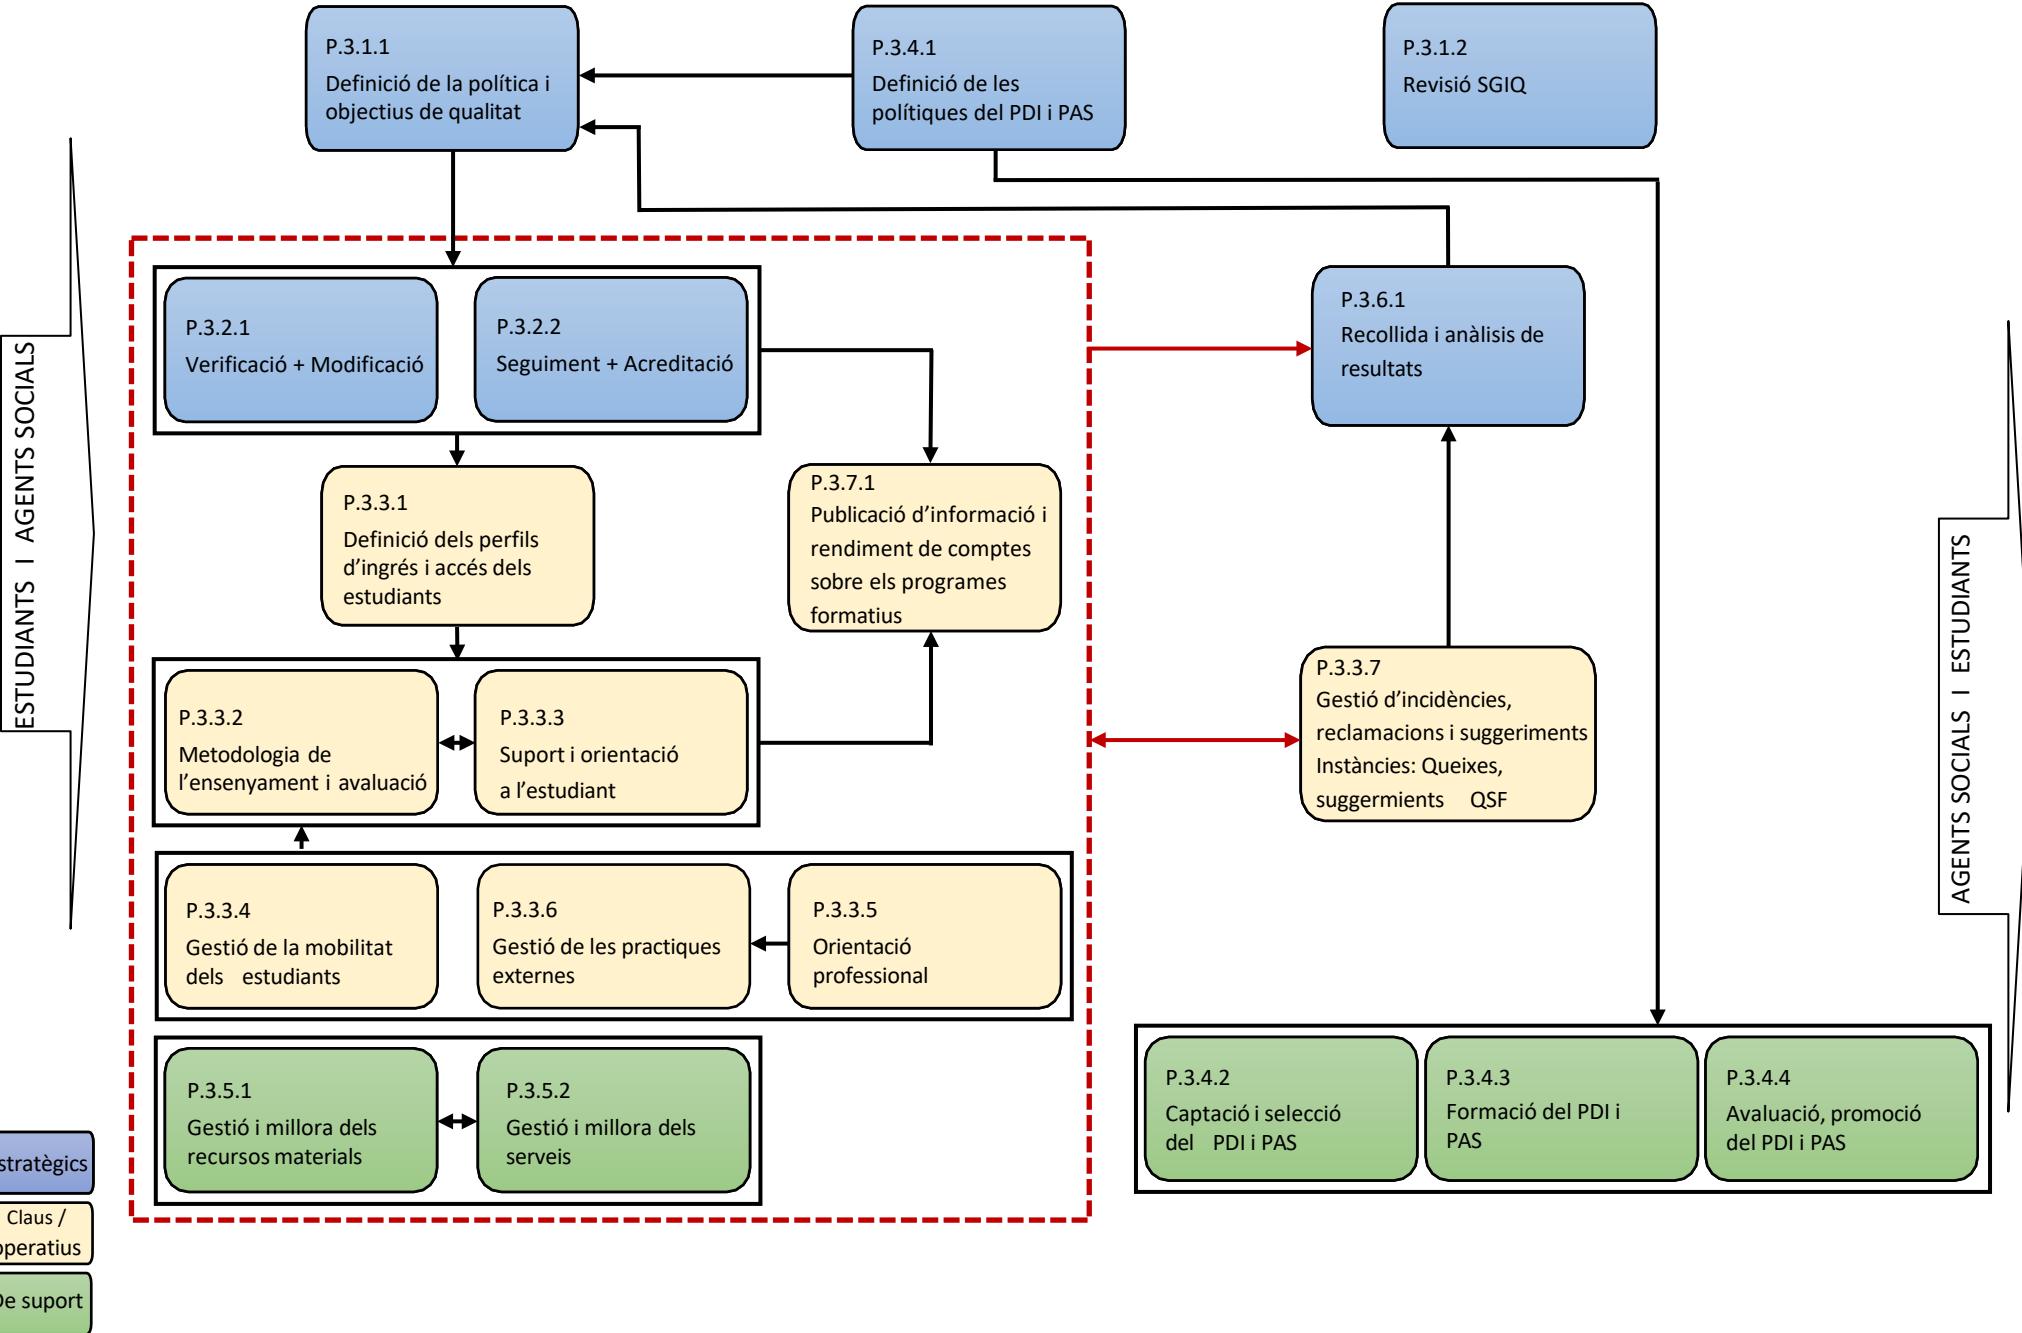 P.3.1.1
Definició de la política i
objectius de qualitat
P.3.4.1
Definició de les
polítiques del PDI i PAS
P.3.1.2
Revisió SGIQ
ESTUDIANTS I AGENTS SOCIALS
P.3.2.1
Verificació + Modificació
P.3.2.2
Seguiment + Acreditació
P.3.6.1
Recollida i anàlisis de
resultats
P.3.3.1
Definició dels perfils
d’ingrés i accés dels
estudiants
P.3.7.1
Publicació d’informació i
rendiment de comptes
sobre els programes
formatius
AGENTS SOCIALS I ESTUDIANTS
P.3.3.2
Metodologia de
l’ensenyament i avaluació
P.3.3.3
Suport i orientació
a l’estudiant
P.3.3.7
Gestió d’incidències,
reclamacions i suggeriments
Instàncies: Queixes,
suggermients QSF
P.3.3.4
Gestió de la mobilitat
dels estudiants
P.3.3.6
Gestió de les practiques
externes
P.3.3.5
Orientació
professional
P.3.5.1
Gestió i millora dels
recursos materials
P.3.5.2
Gestió i millora dels
serveis
P.3.4.2
Captació i selecció
del PDI i PAS
P.3.4.3
Formació del PDI i
PAS
P.3.4.4
Avaluació, promoció
del PDI i PAS
stratègics
Claus /
operatius
De suport